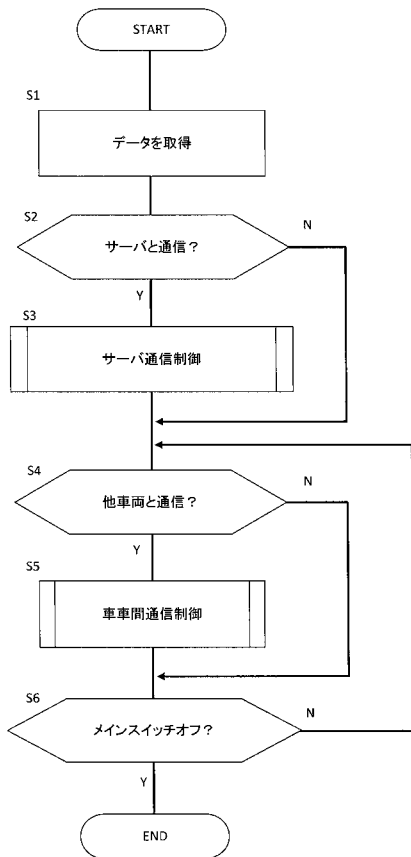 START
S1
データを取得
S2
サーバと通信？
N
Y
S3
サーバ通信制御
S4
他車両と通信？
N
Y
S5
車車間通信制御
S6
メインスイッチオフ？
N
Y
END